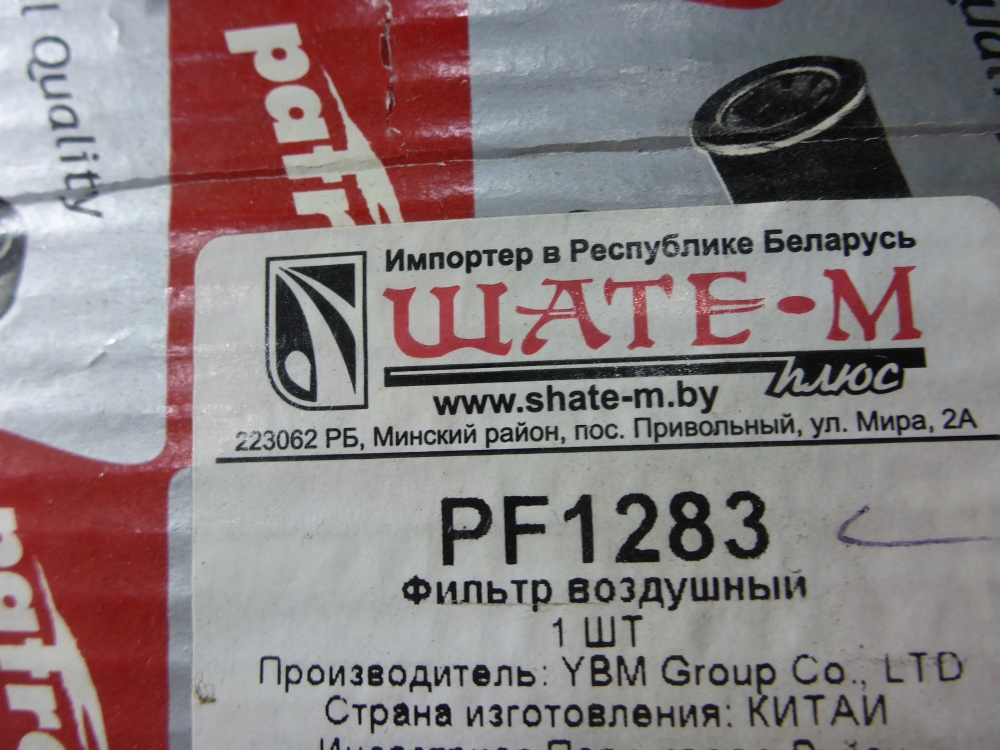 Quality
patr
Импортер в Республике Беларусь
ШАТЕ-М
плюс
www.shate-m.by
223062 РБ, Минский район, пос. Привольный, ул. Мира, 2А
PF1283
Фильтр воздушный
1 ШТ
Производитель: YBM Group Co., LTD
Страна изготовления: КИТАЙ
patr